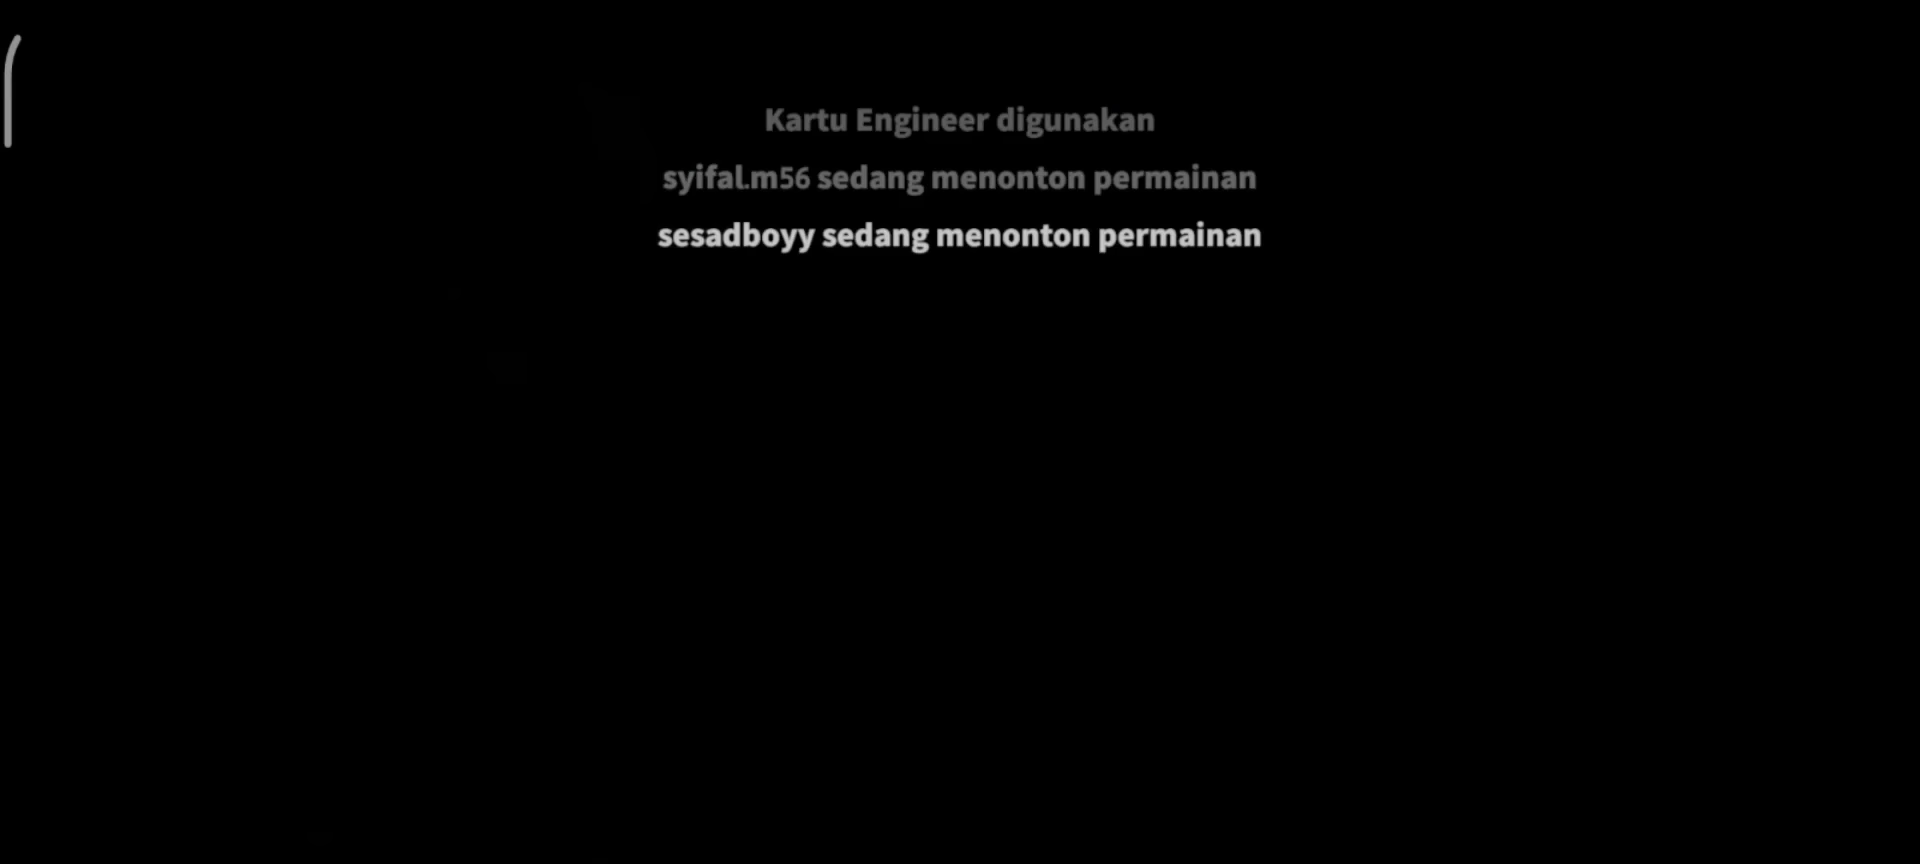 Kartu Engineer digunakan
syifal.m56 sedang menonton permainan
sesadboyy sedang menonton permainan